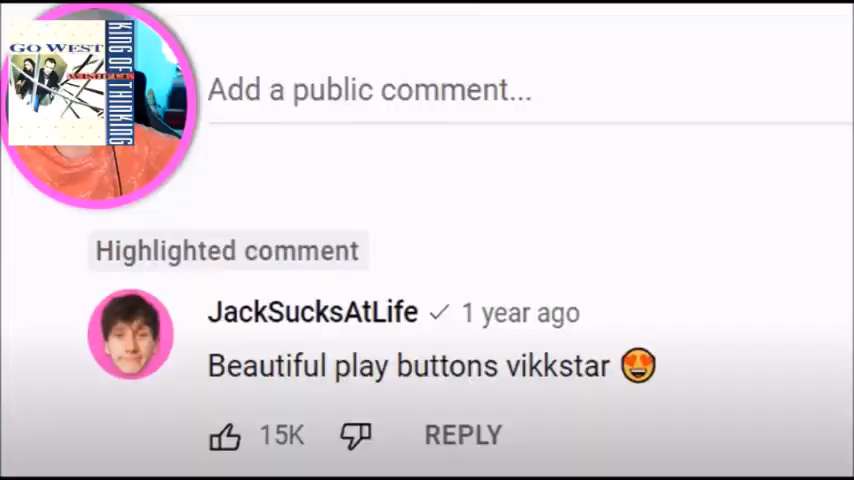 GO WEST
WISHFUL
KING OF THINKING
Add a public comment...
Highlighted comment
JackSucksAtLife ✓ 1 year ago
Beautiful play buttons vikkstar 😍
15K REPLY